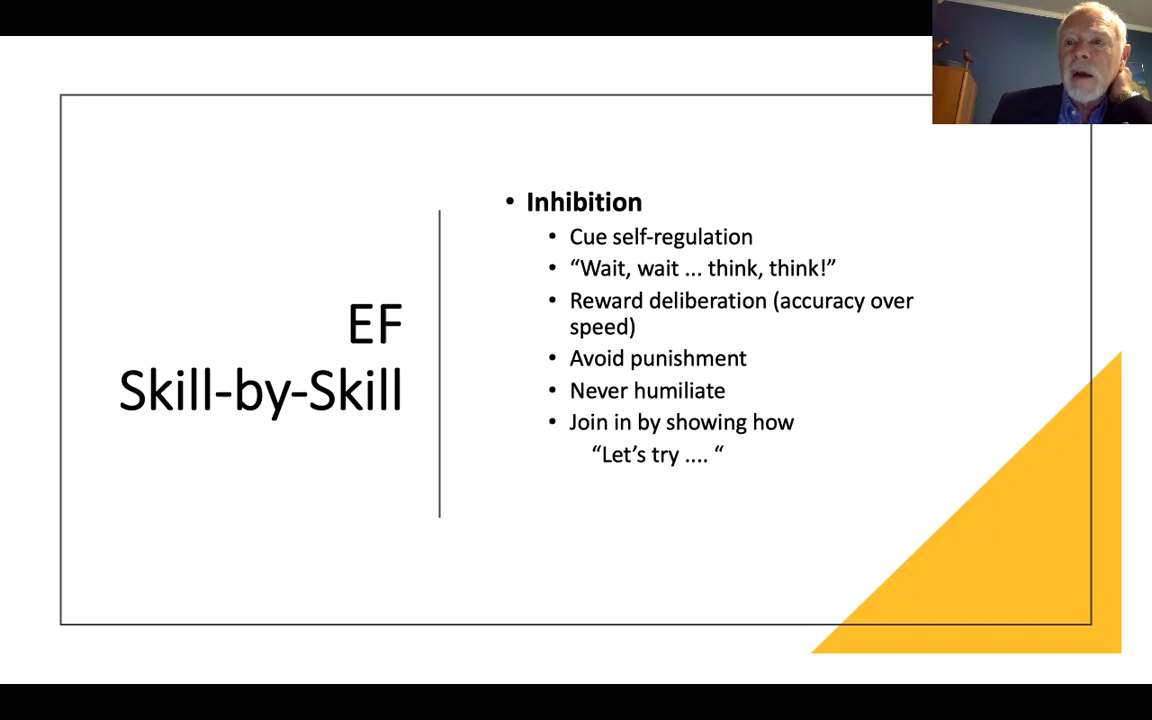 EF
Skill-by-Skill
• Inhibition
• Cue self-regulation
• “Wait, wait ... think, think!”
• Reward deliberation (accuracy over
speed)
• Avoid punishment
• Never humiliate
• Join in by showing how
“Let’s try .... “